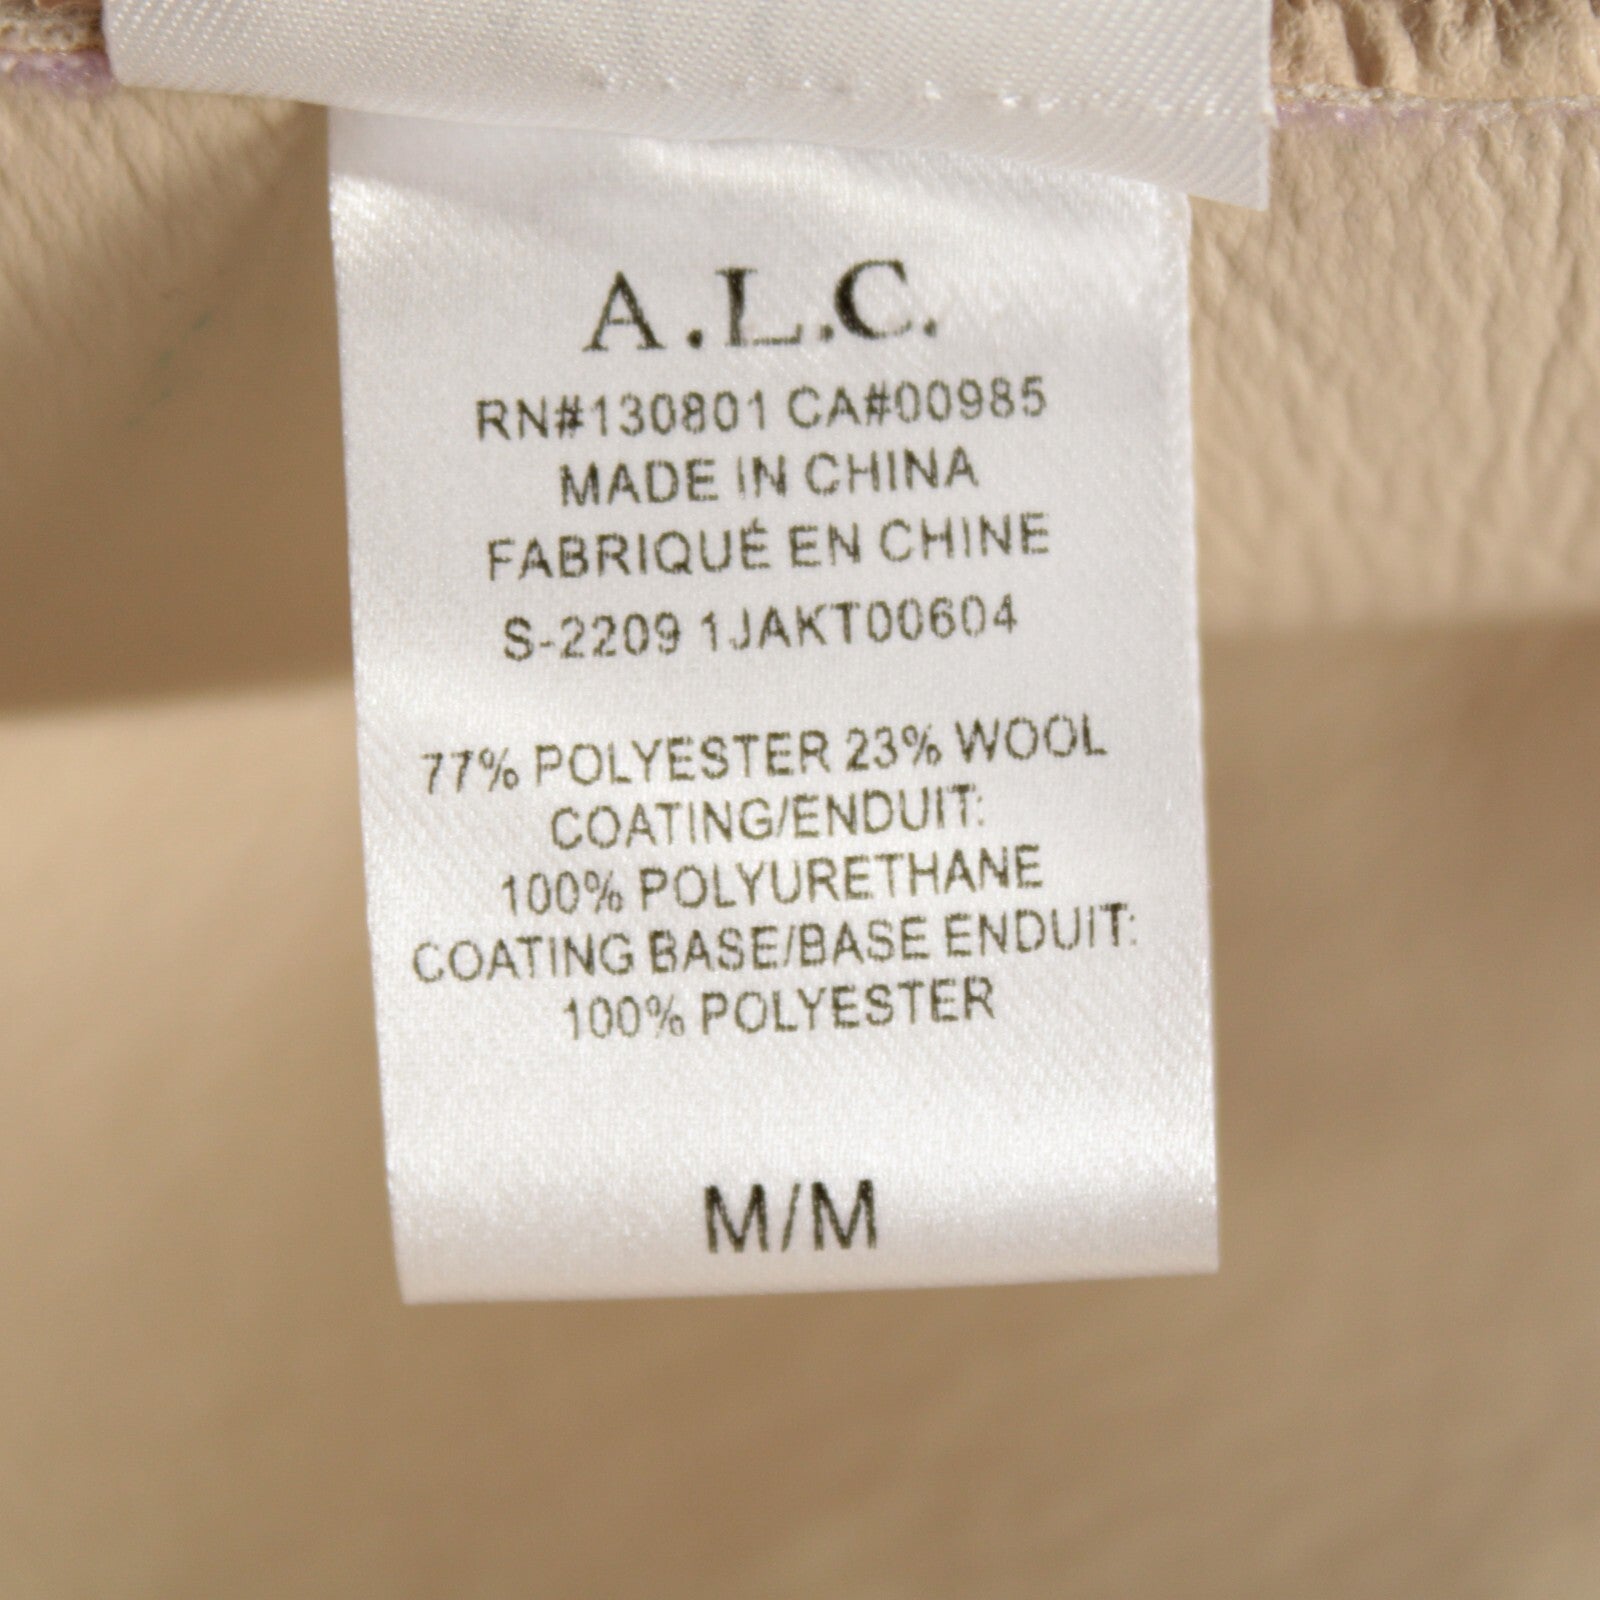 A.L.C.
RN#130801 CA#00985
MADE IN CHINA
FABRIQUÉ EN CHINE
S-2209 1JAKT00604
77% POLYESTER 23% WOOL
COATING/ENDUIT:
100% POLYURETHANE
COATING BASE/BASE ENDUIT:
100% POLYESTER
M/M